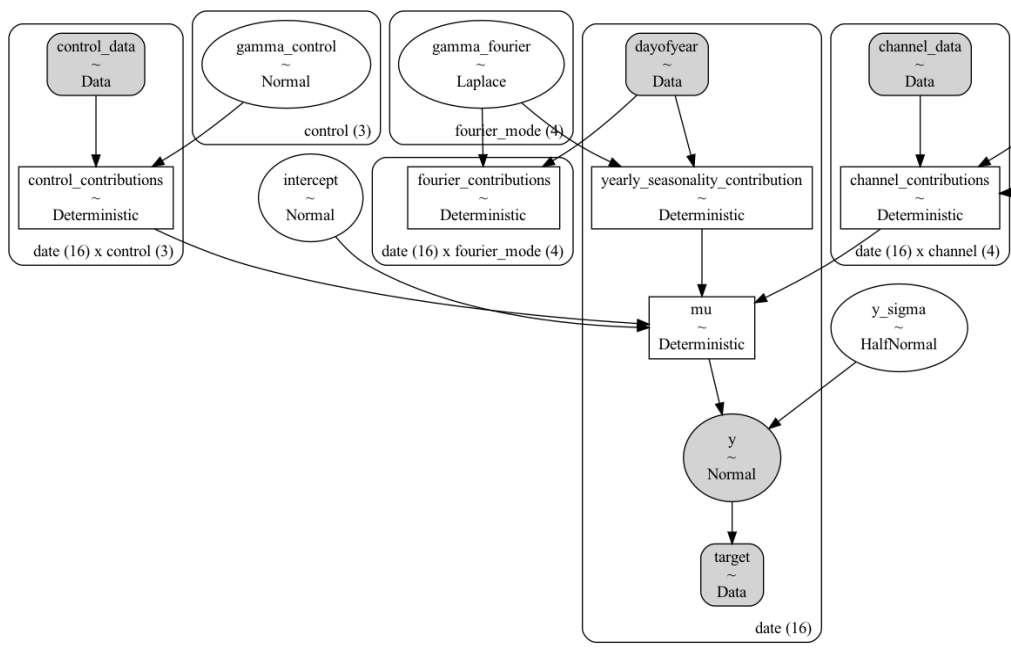 control_data
~
Data
gamma_control
~
Normal
control (3)
gamma_fourier
~
Laplace
fourier_mode (4)
dayofyear
~
Data
channel_data
~
Data
control_contributions
~
Deterministic
date (16) x control (3)
intercept
~
Normal
fourier_contributions
~
Deterministic
date (16) x fourier_mode (4)
yearly_seasonality_contribution
~
Deterministic
channel_contributions
~
Deterministic
date (16) x channel (4)
mu
~
Deterministic
y_sigma
~
HalfNormal
y
~
Normal
target
~
Data
date (16)